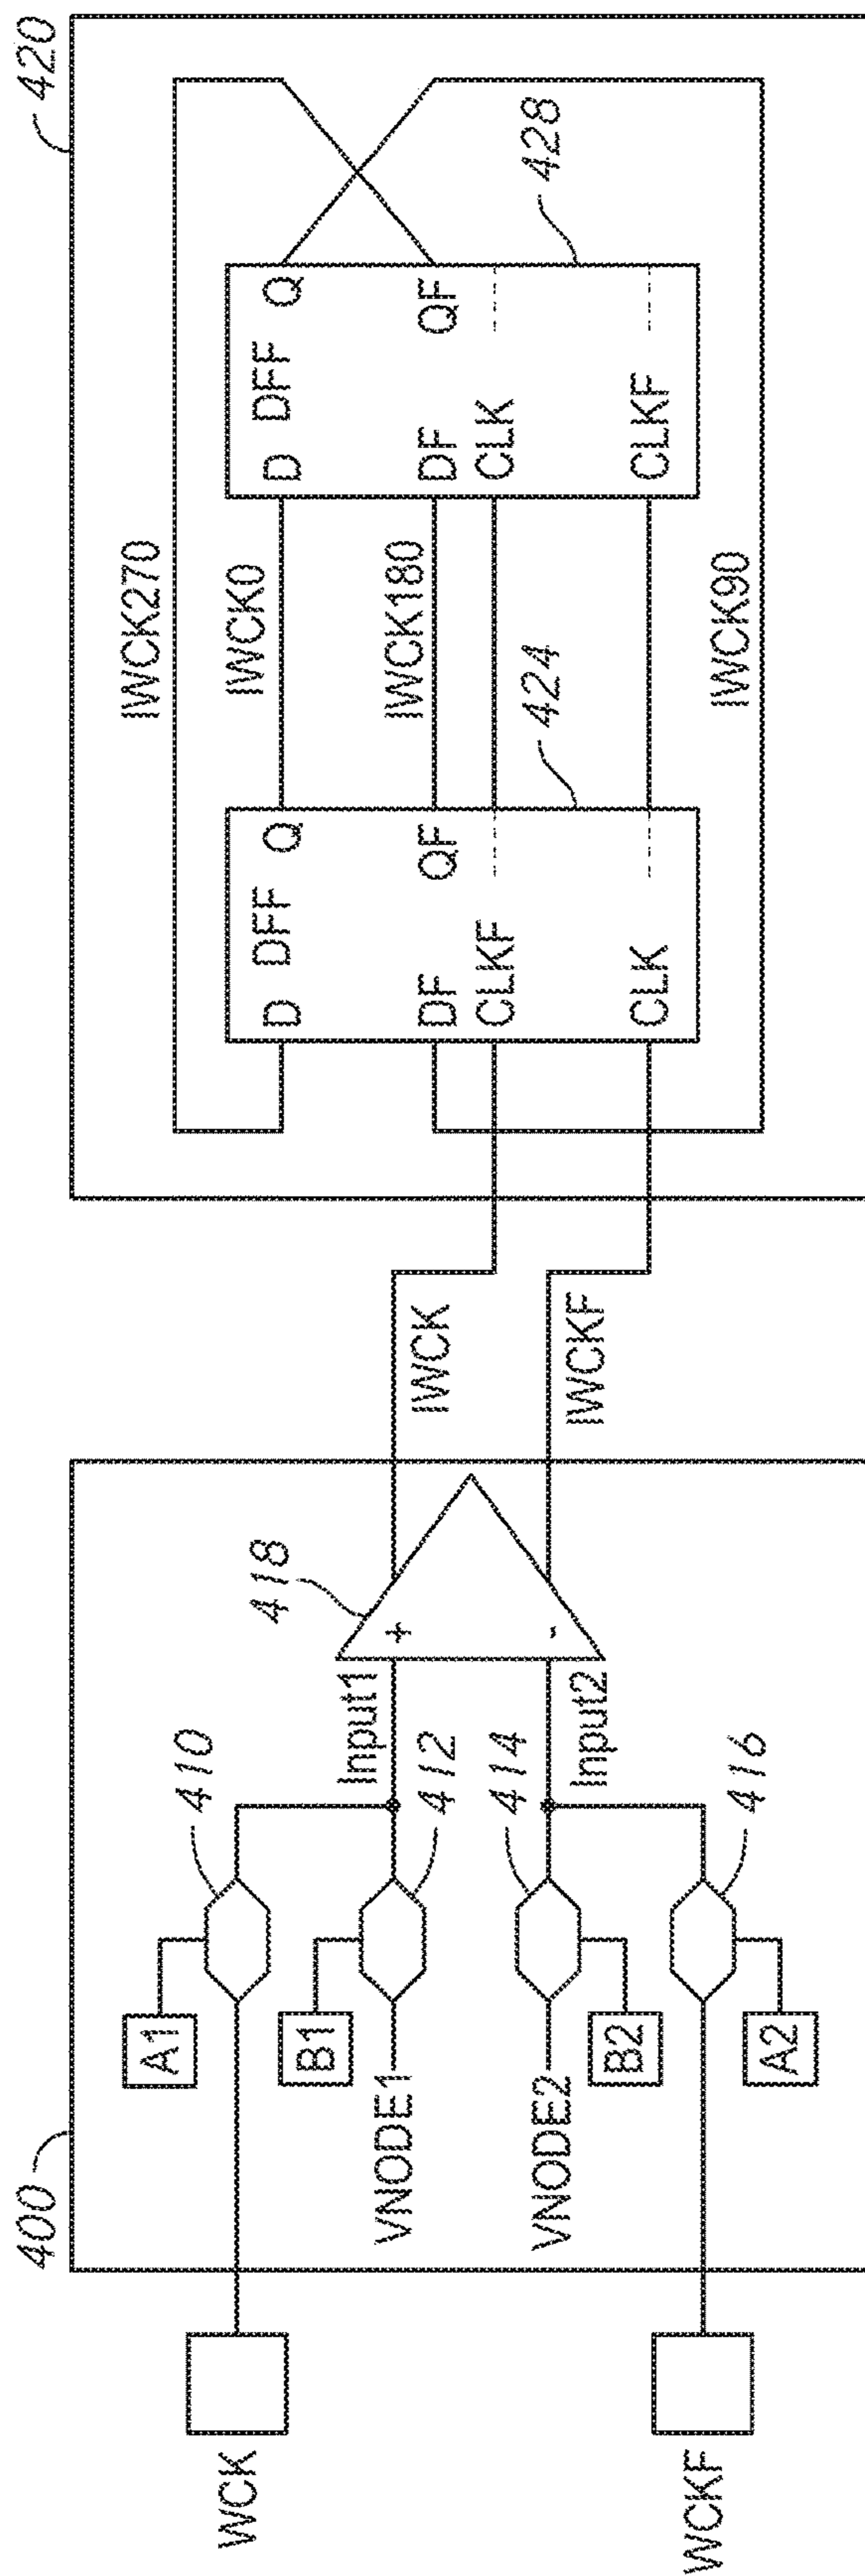 400
WCK
WCKF
A1
B1
VNODE1
VNODE2
B2
A2
410
412
414
416
Input1
Input2
418
+
-
IWCK
IWCKF
420
IWCK270
IWCK0
IWCK180
IWCK90
D DFF Q
DF QF
CLKF
CLK
424
D DFF Q
DF QF
CLK
CLKF
428